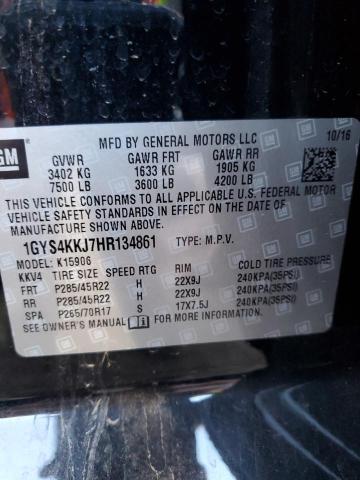 GM
MFD BY GENERAL MOTORS LLC 10/16
GVWR GAWR FRT GAWR RR
3402 KG 1633 KG 1905 KG
7500 LB 3600 LB 4200 LB
THIS VEHICLE CONFORMS TO ALL APPLICABLE U.S. FEDERAL
MOTOR VEHICLE SAFETY STANDARDS IN EFFECT ON THE DATE OF
MANUFACTURE SHOWN ABOVE.
1GYS4KKJ7HR134861 TYPE: M.P.V.
MODEL: K15906
KKV4 TIRE SIZE SPEED RTG RIM COLD TIRE PRESSURE
FRT P285/45R22 H 22X9J 240KPA(35PSI)
RR P285/45R22 H 22X9J 240KPA(35PSI)
SPA P265/70R17 S 17X7.5J 240KPA(35PSI)
SEE OWNER'S MANUAL FOR MORE INFORMATION.